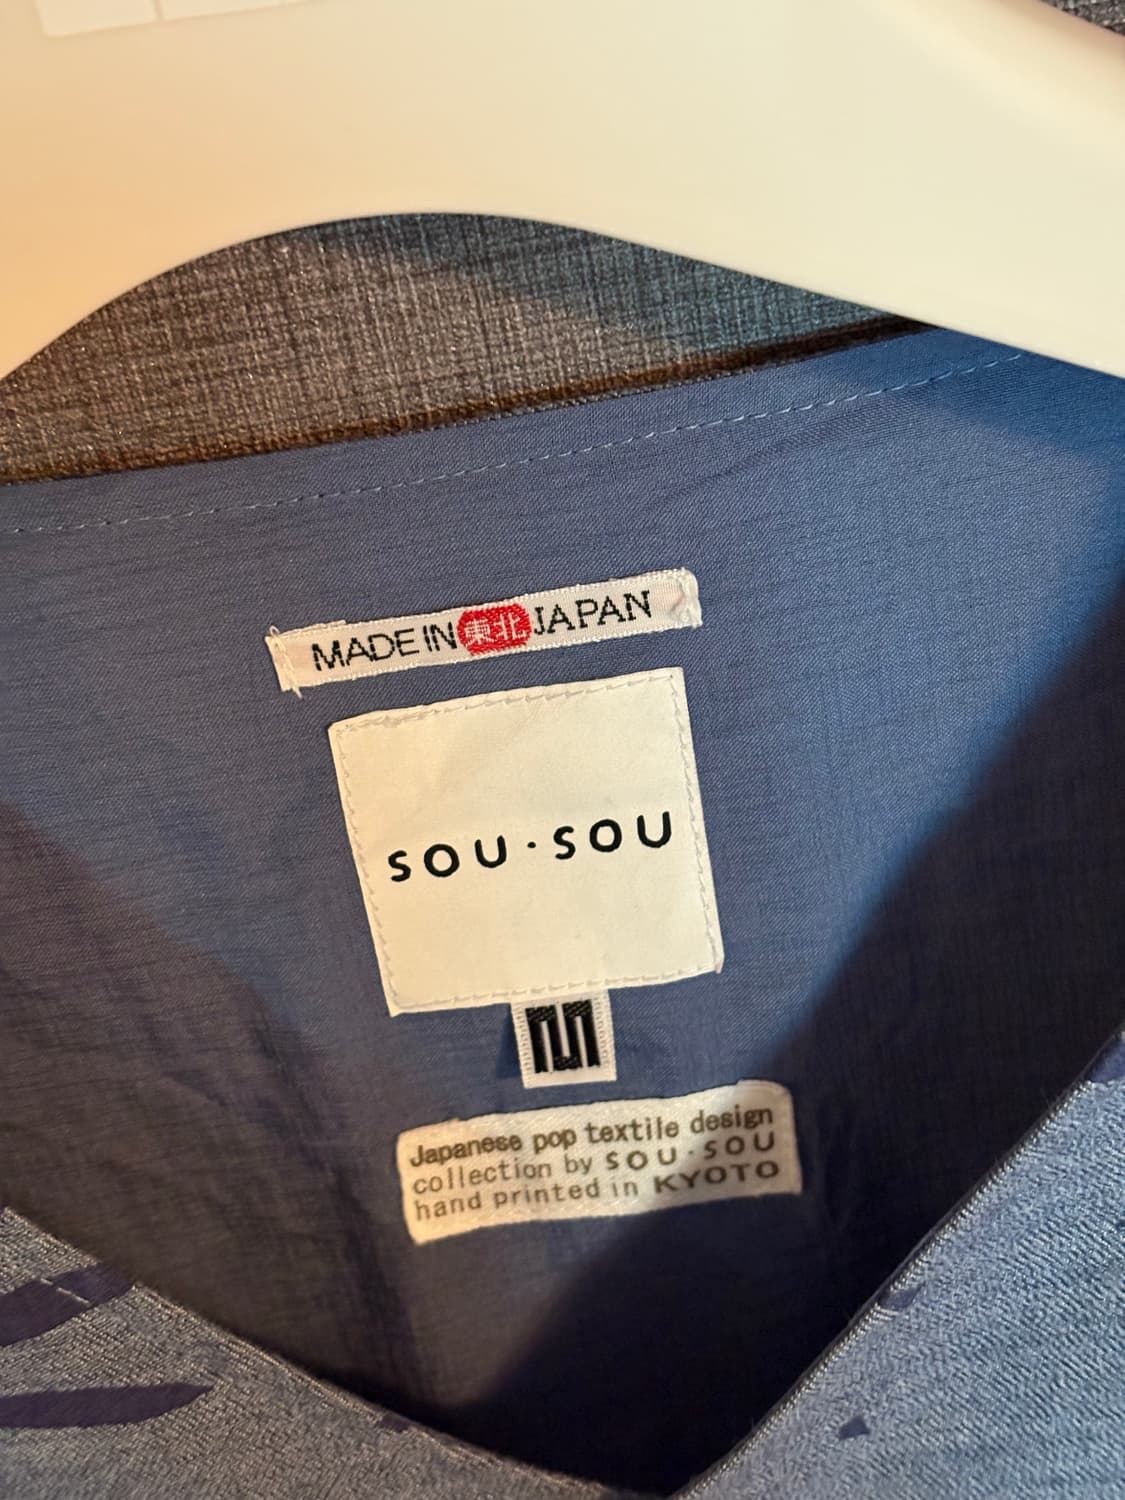 MADE IN 東北 JAPAN
SOU・SOU
Japanese pop textile design
collection by SOU・SOU
hand printed in KYOTO